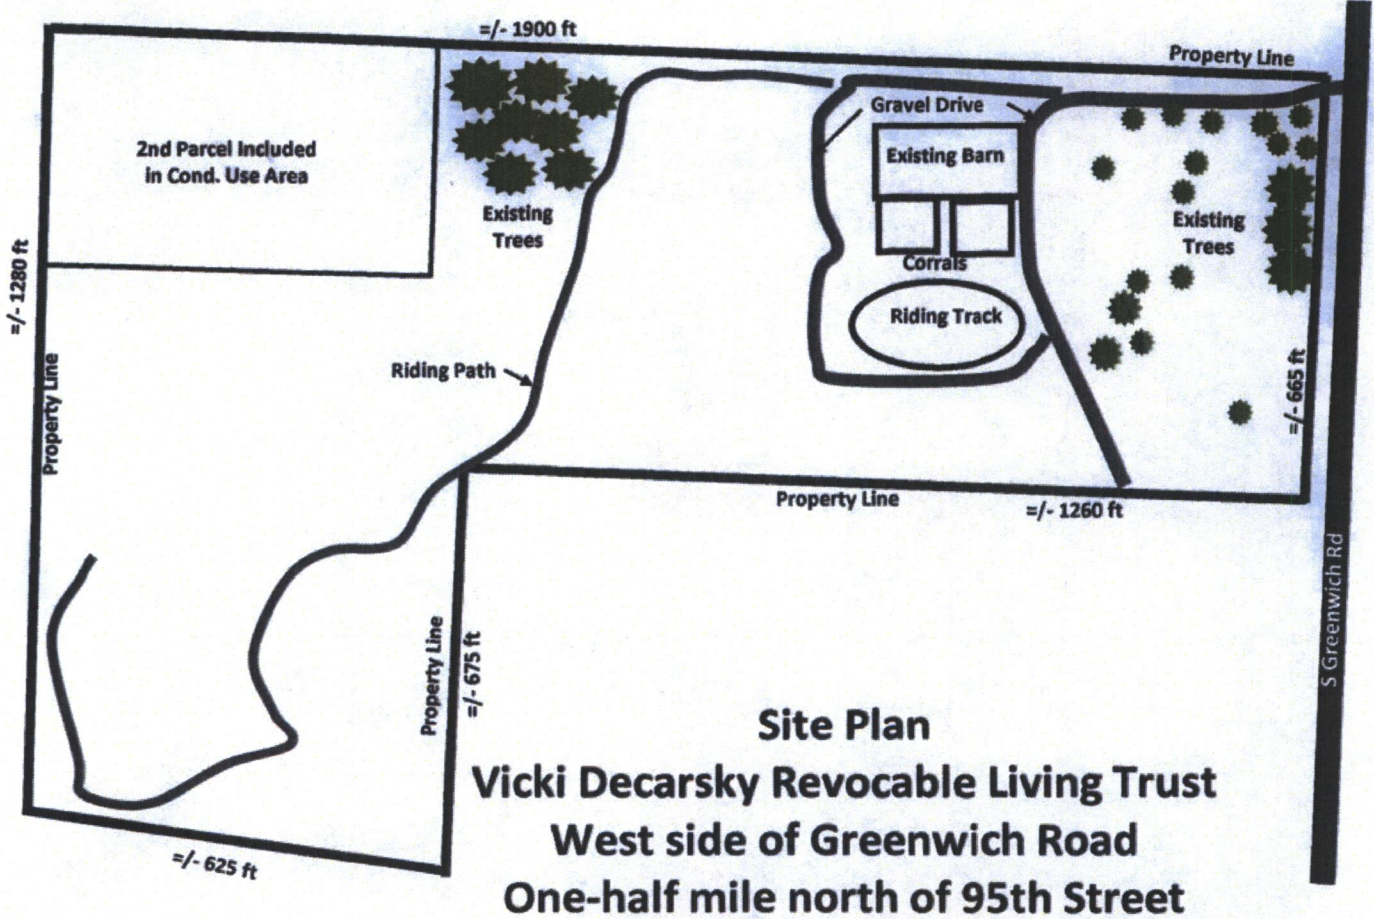 =/- 1900 ft
Property Line
Gravel Drive
2nd Parcel Included
in Cond. Use Area
Existing Barn
Existing
Trees
Existing
Trees
Corrals
=/- 1280 ft
Riding Track
Property Line
Riding Path
=/- 665 ft
Property Line
=/- 1260 ft
S Greenwich Rd
Property Line
=/- 675 ft
=/- 625 ft
Site Plan
Vicki Decarsky Revocable Living Trust
West side of Greenwich Road
One-half mile north of 95th Street